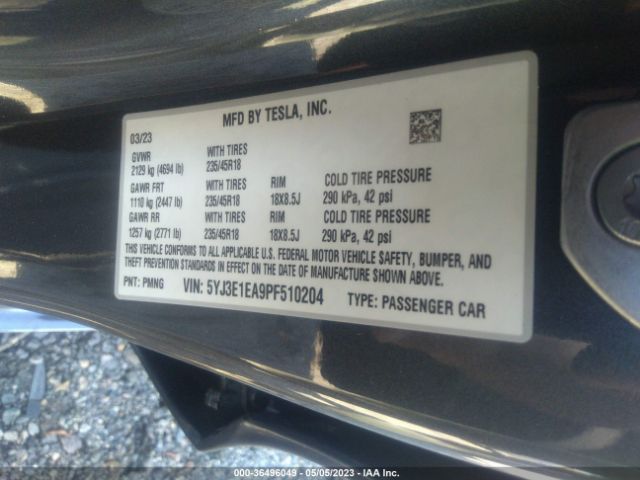 MFD BY TESLA, INC.
03/23
GVWR WITH TIRES
2129 kg (4694 lb) 235/45R18
GAWR FRT WITH TIRES RIM COLD TIRE PRESSURE
1110 kg (2447 lb) 235/45R18 18X8.5J 290 kPa, 42 psi
GAWR RR WITH TIRES RIM COLD TIRE PRESSURE
1257 kg (2771 lb) 235/45R18 18X8.5J 290 kPa, 42 psi
THIS VEHICLE CONFORMS TO ALL APPLICABLE U.S. FEDERAL MOTOR VEHICLE SAFETY, BUMPER, AND
THEFT PREVENTION STANDARDS IN EFFECT ON THE DATE OF MANUFACTURE SHOWN ABOVE.
PNT: PMNG VIN: 5YJ3E1EA9PF510204 TYPE: PASSENGER CAR
000-36496049 - 05/05/2023 - IAA Inc.